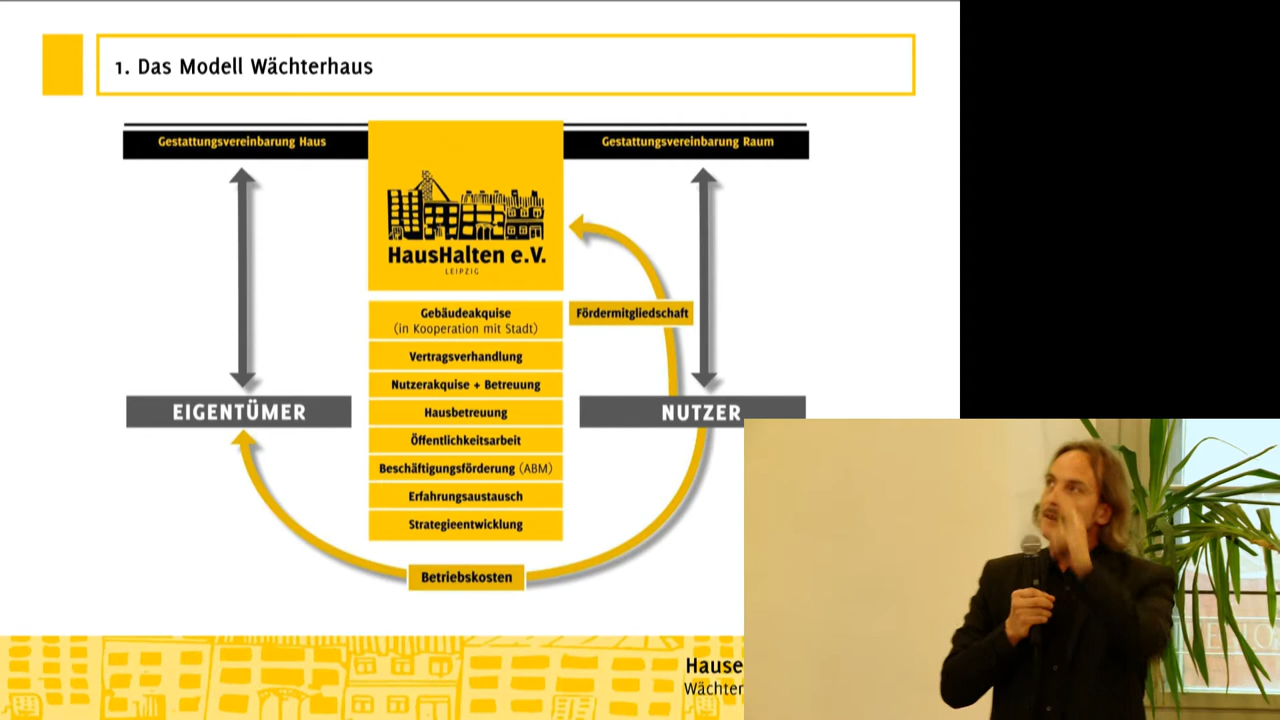 1. Das Modell Wächterhaus
Gestattungsvereinbarung Haus
Gestattungsvereinbarung Raum
HausHalten e.V.
LEIPZIG
Gebäudeakquise
(in Kooperation mit Stadt)
Fördermitgliedschaft
Vertragsverhandlung
Nutzerakquise + Betreuung
EIGENTÜMER
Hausbetreuung
NUTZER
Öffentlichkeitsarbeit
Beschäftigungsförderung (ABM)
Erfahrungsaustausch
Strategieentwicklung
Betriebskosten
Hause
Wächter